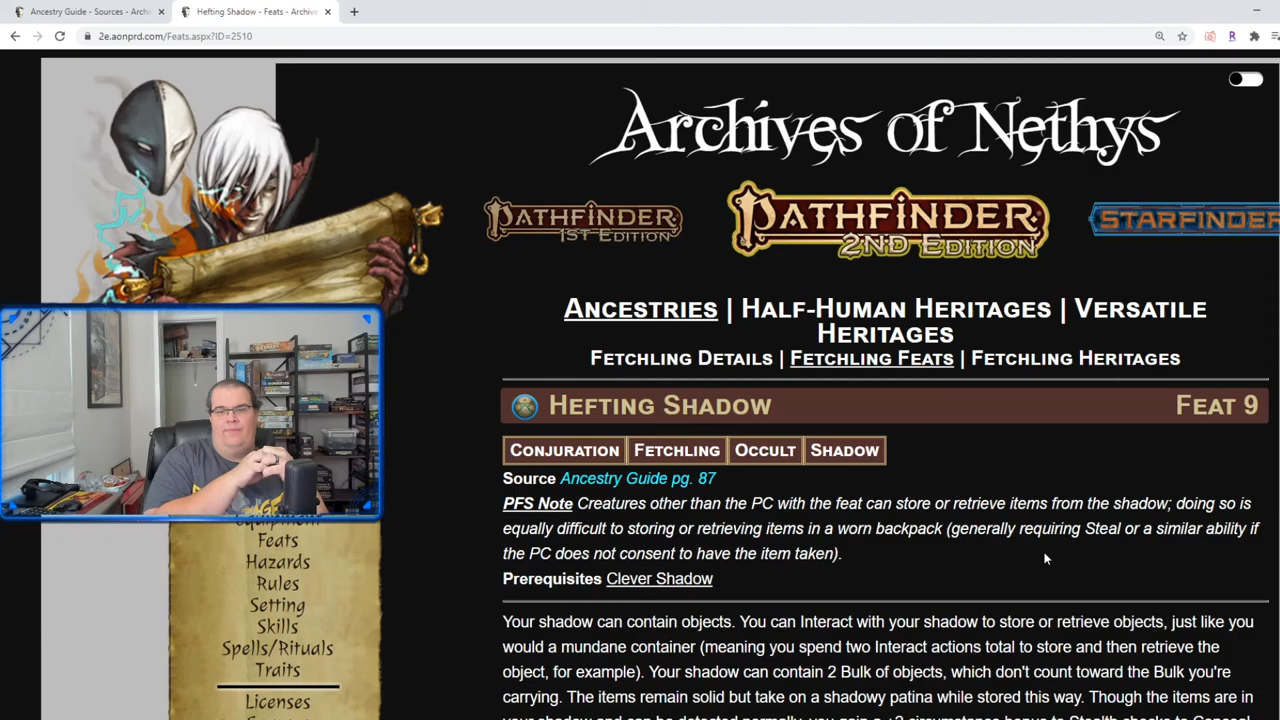 Ancestry Guide - Sources - Archi
Hefting Shadow - Feats - Archive
2e.aonprd.com/Feats.aspx?ID=2510
Archives of Nethys
PATHFINDER
1ST EDITION
PATHFINDER
2ND EDITION
STARFINDER
ANCESTRIES | HALF-HUMAN HERITAGES | VERSATILE
HERITAGES
FETCHLING DETAILS | FETCHLING FEATS | FETCHLING HERITAGES
HEFTING SHADOW FEAT 9
CONJURATION FETCHLING OCCULT SHADOW
Source Ancestry Guide pg. 87
PFS Note Creatures other than the PC with the feat can store or retrieve items from the shadow; doing so is
equally difficult to storing or retrieving items in a worn backpack (generally requiring Steal or a similar ability if
the PC does not consent to have the item taken).
Prerequisites Clever Shadow
Your shadow can contain objects. You can Interact with your shadow to store or retrieve objects, just like you
would a mundane container (meaning you spend two Interact actions total to store and then retrieve the
object, for example). Your shadow can contain 2 Bulk of objects, which don't count toward the Bulk you're
carrying. The items remain solid but take on a shadowy patina while stored this way. Though the items are in
Equipment
Feats
Hazards
Rules
Setting
Skills
Spells/Rituals
Traits
Licenses